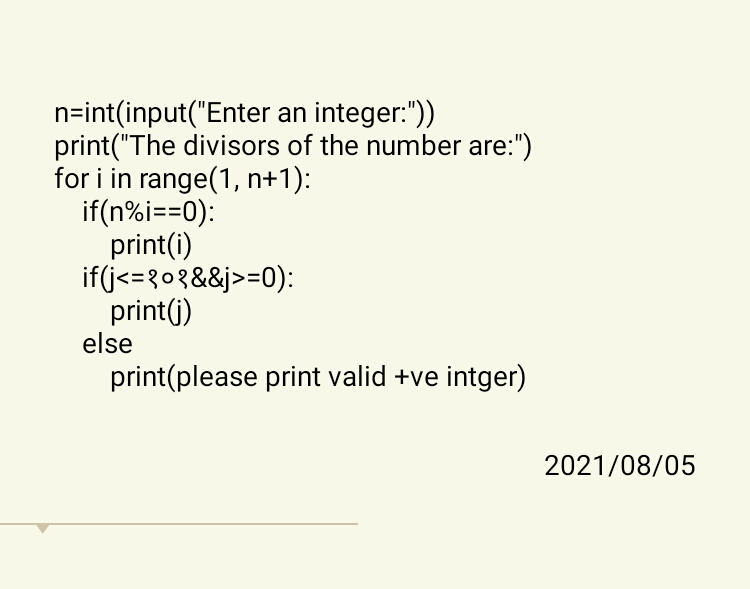 n=int(input("Enter an integer:"))
print("The divisors of the number are:")
for i in range(1, n+1):
    if(n%i==0):
        print(i)
    if(j<=१०१&&j>=0):
        print(j)
    else
        print(please print valid +ve intger)
2021/08/05